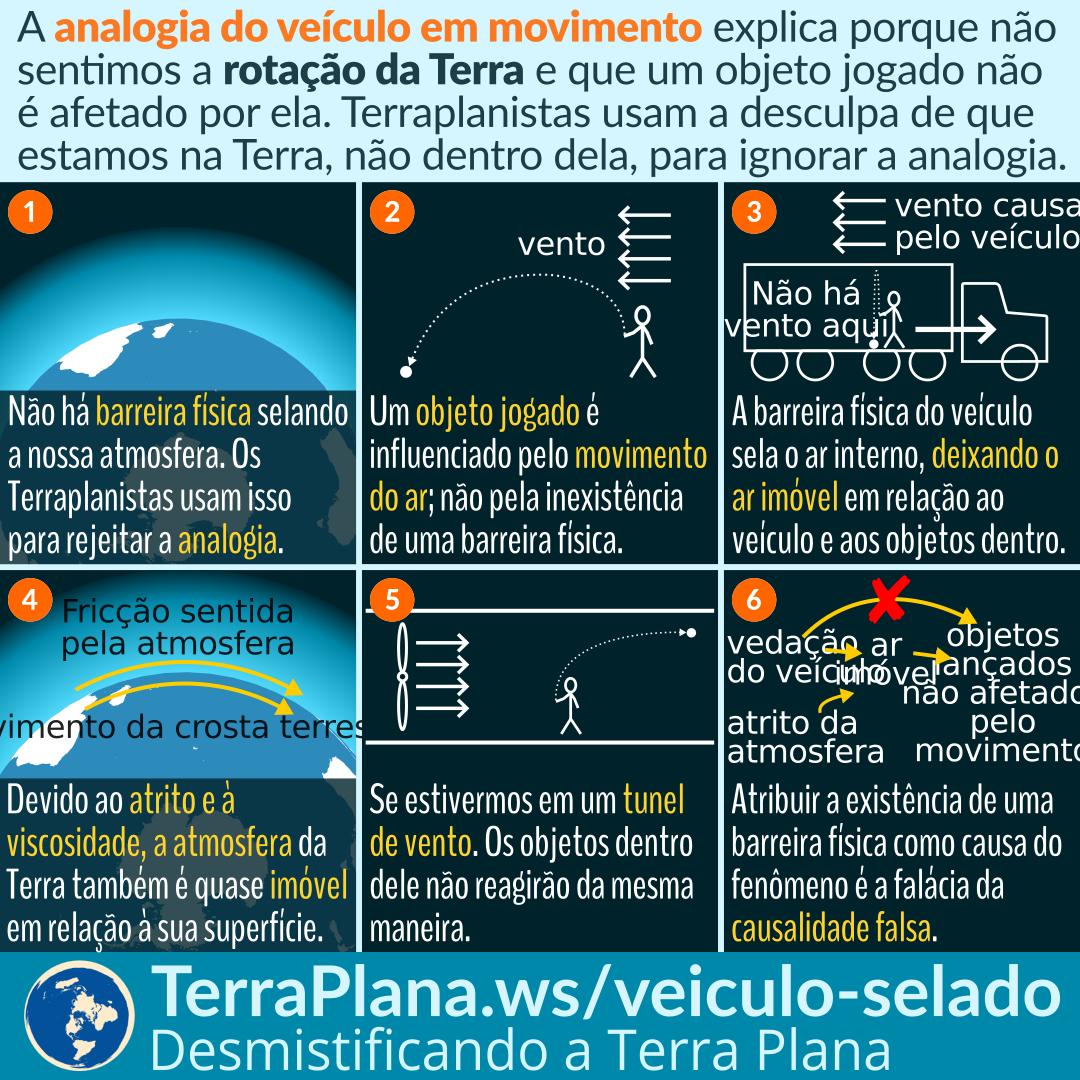 A analogia do veículo em movimento explica porque não
sentimos a rotação da Terra e que um objeto jogado não
é afetado por ela. Terraplanistas usam a desculpa de que
estamos na Terra, não dentro dela, para ignorar a analogia.
1
Não há barreira física selando
a nossa atmosfera. Os
Terraplanistas usam isso
para rejeitar a analogia.
2
vento
Um objeto jogado é
influenciado pelo movimento
do ar; não pela inexistência
de uma barreira física.
3
vento causa
pelo veículo
Não há
vento aqui
A barreira física do veículo
sela o ar interno, deixando o
ar imóvel em relação ao
veículo e aos objetos dentro.
4
Fricção sentida
pela atmosfera
vimento da crosta terres
Devido ao atrito e à
viscosidade, a atmosfera da
Terra também é quase imóvel
em relação à sua superfície.
5
Se estivermos em um tunel
de vento. Os objetos dentro
dele não reagirão da mesma
maneira.
6
vedação
do veículo
ar
imóvel
objetos
lançados
não afetado
pelo
movimento
atrito da
atmosfera
Atribuir a existência de uma
barreira física como causa do
fenômeno é a falácia da
causalidade falsa.
TerraPlana.ws/veiculo-selado
Desmistificando a Terra Plana